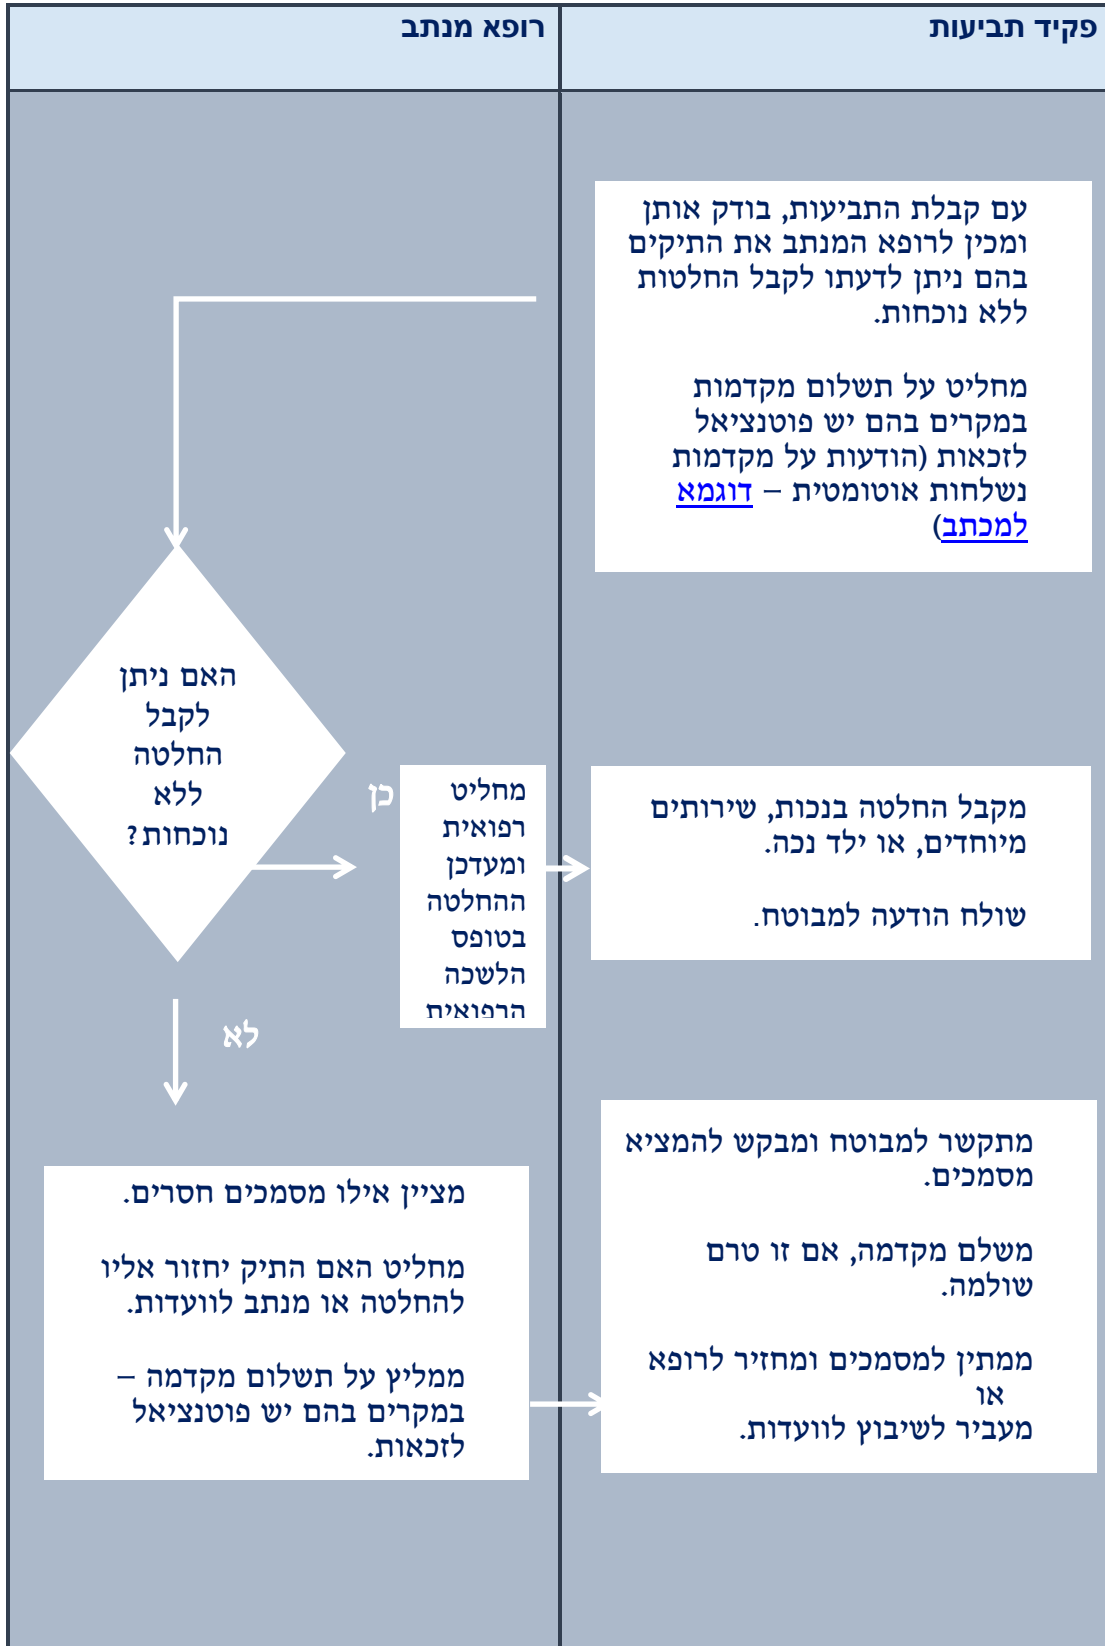 פקיד תביעות
רופא מנתב
עם קבלת התביעות, בודק אותן
ומכין לרופא המנתב את התיקים
בהם ניתן לדעתו לקבל החלטות
ללא נוכחות.
מחליט על תשלום מקדמות
במקרים בהם יש פוטנציאל
לזכאות (הודעות על מקדמות
נשלחות אוטומטית – דוגמא
למכתב)
האם ניתן
לקבל
החלטה
ללא
נוכחות?
כן
מחליט
רפואית
ומעדכן
ההחלטה
בטופס
הלשכה
הרפואית
מקבל החלטה בנכות, שירותים
מיוחדים, או ילד נכה.
שולח הודעה למבוטח.
לא
מציין אילו מסמכים חסרים.
מחליט האם התיק יחזור אליו
להחלטה או מנתב לוועדות.
ממליץ על תשלום מקדמה –
במקרים בהם יש פוטנציאל
לזכאות.
מתקשר למבוטח ומבקש להמציא
מסמכים.
משלם מקדמה, אם זו טרם
שולמה.
ממתין למסמכים ומחזיר לרופא
או
מעביר לשיבוץ לוועדות.